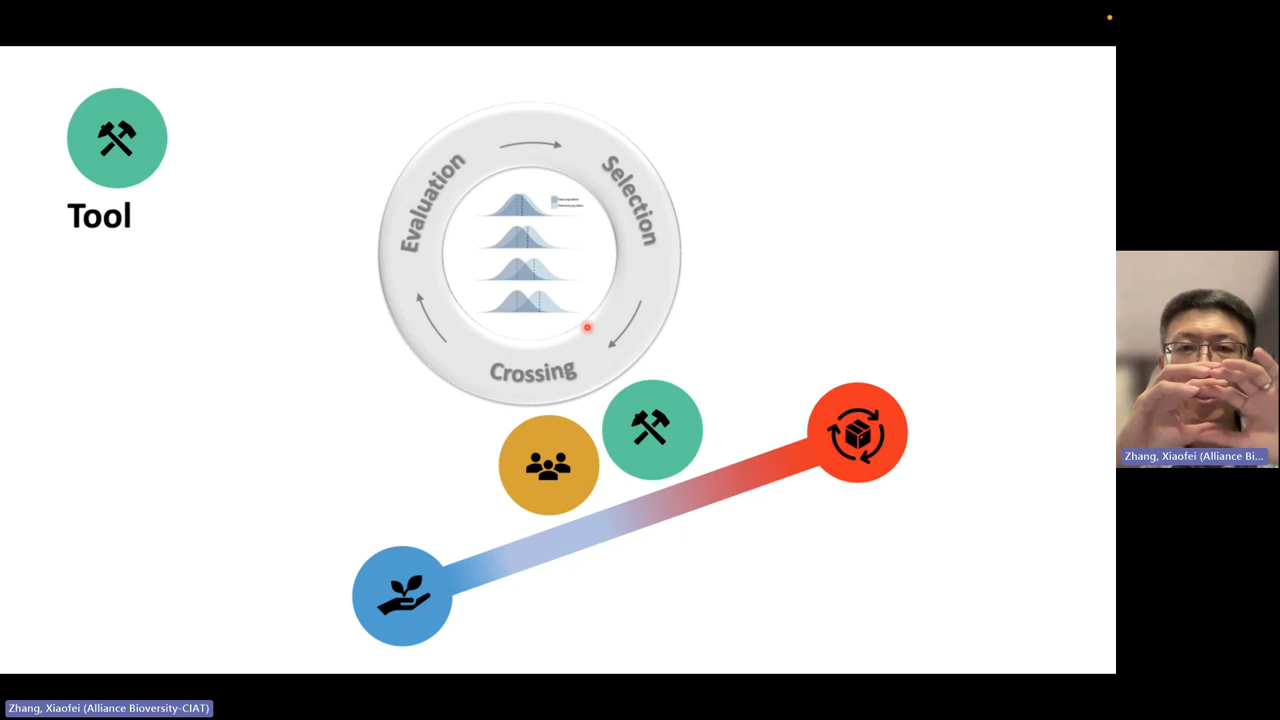 Tool
Evaluation
Selection
Crossing
Zhang, Xiaofei (Alliance Bi...
Zhang, Xiaofei (Alliance Bioversity-CIAT)